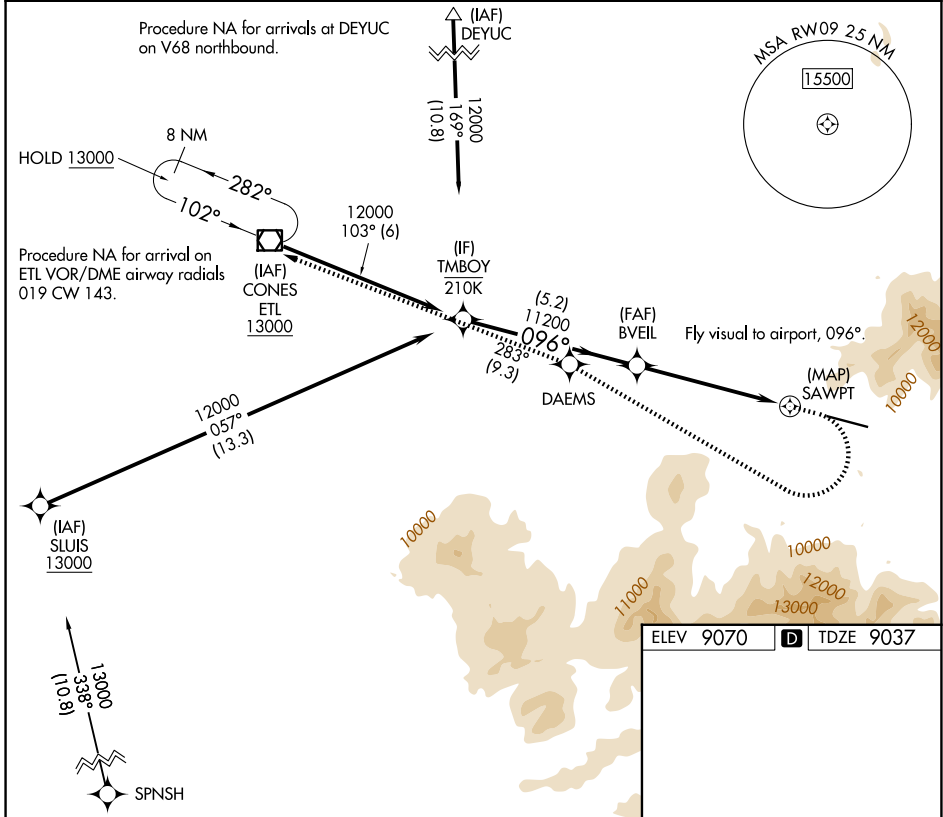 Procedure NA for arrivals at DEYUC
on V68 northbound.
(IAF)
DEYUC
12000
169°
(10.8)
MSA RW09 25 NM
15500
8 NM
HOLD 13000
282°
102°
12000
103° (6)
Procedure NA for arrival on
ETL VOR/DME airway radials
019 CW 143.
(IAF)
CONES
ETL
13000
(IF)
TMBOY
210K
(5.2)
11200
096°
283°
(9.3)
(FAF)
BVEIL
Fly visual to airport, 096°.
12000
10000
DAEMS
(MAP)
SAWPT
12000
057°
(13.3)
(IAF)
SLUIS
13000
10000
10000
11000
12000
13000
13000
338°
(10.8)
SPNSH
ELEV 9070 D TDZE 9037